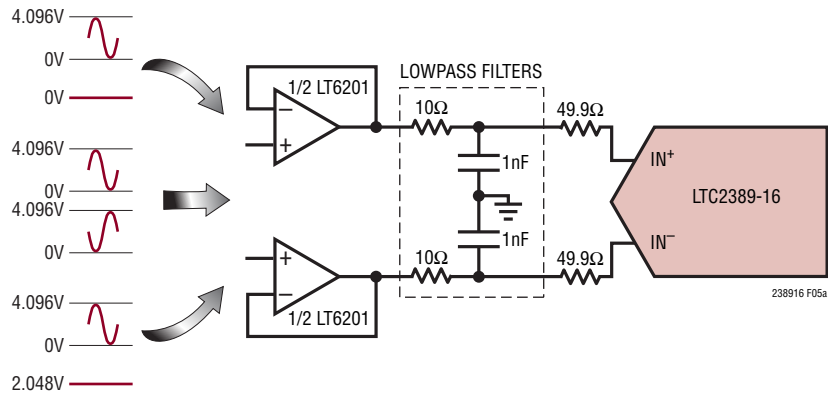 4.096V
0V
0V
4.096V
0V
4.096V
0V
4.096V
0V
2.048V
1/2 LT6201
−
+
+
−
1/2 LT6201
LOWPASS FILTERS
10Ω
1nF
1nF
10Ω
49.9Ω
49.9Ω
IN+
LTC2389-16
IN−
238916 F05a